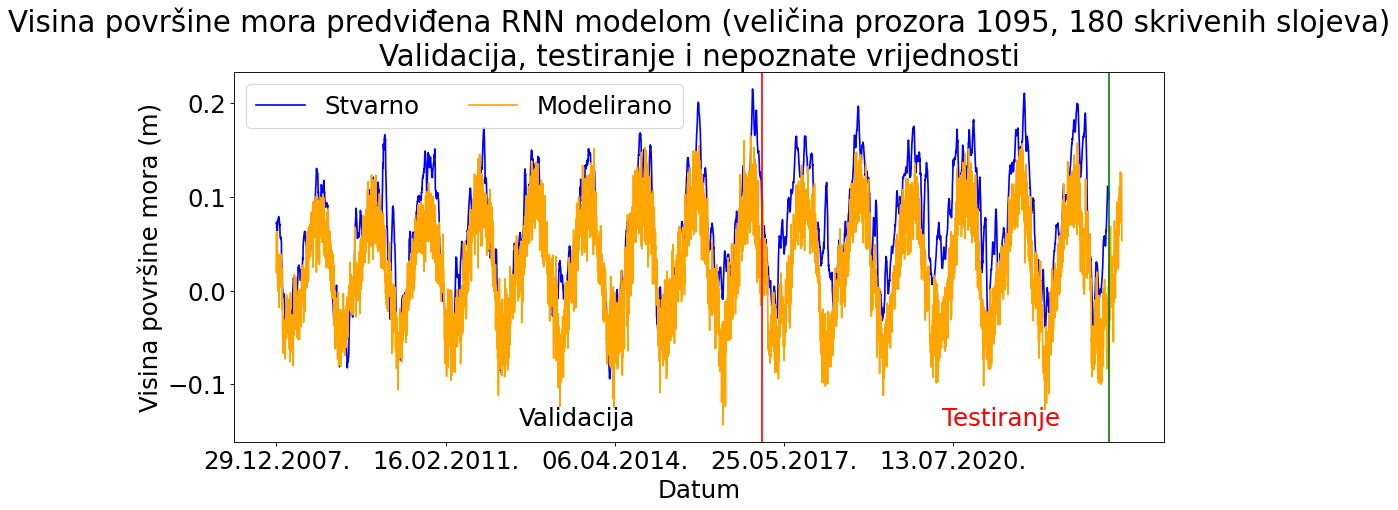 Visina površine mora predviđena RNN modelom (veličina prozora 1095, 180 skrivenih slojeva)
Validacija, testiranje i nepoznate vrijednosti
Stvarno
Modelirano
Visina površine mora (m)
0.2
0.1
0.0
−0.1
Validacija
Testiranje
29.12.2007.
16.02.2011.
06.04.2014.
25.05.2017.
13.07.2020.
Datum